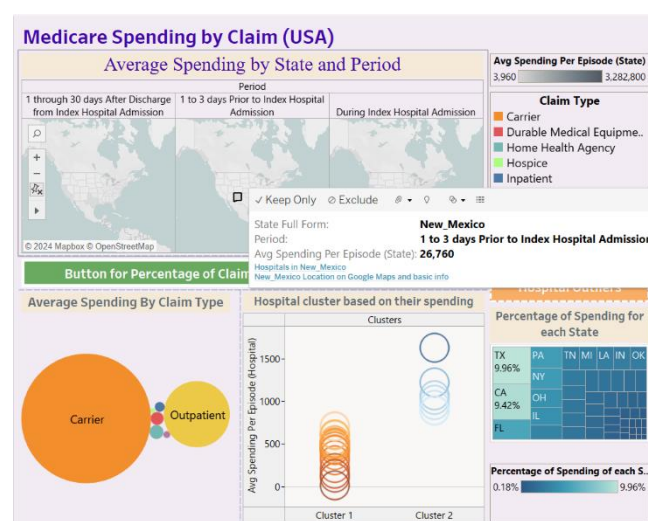 Medicare Spending by Claim (USA)
Average Spending by State and Period
Period
1 through 30 days After Discharge from Index Hospital Admission
1 to 3 days Prior to Index Hospital Admission
During Index Hospital Admission
© 2024 Mapbox © OpenStreetMap
Avg Spending Per Episode (State)
3,960 3,282,800
Claim Type
Carrier
Durable Medical Equipme..
Home Health Agency
Hospice
Inpatient
Keep Only Exclude
State Full Form: New_Mexico
Period: 1 to 3 days Prior to Index Hospital Admission
Avg Spending Per Episode (State): 26,760
Hospitals in New_Mexico
New_Mexico Location on Google Maps and basic info
Button for Percentage of Claim
Hospital Outliers
Average Spending By Claim Type
Carrier
Outpatient
Hospital cluster based on their spending
Clusters
Avg Spending Per Episode (Hospital)
1500
1000
500
0
Cluster 1 Cluster 2
Percentage of Spending for
each State
TX
9.96%
CA
9.42%
FL
PA
NY
OH
IL
TN MI LA IN OK
Percentage of Spending of each S..
0.18% 9.96%